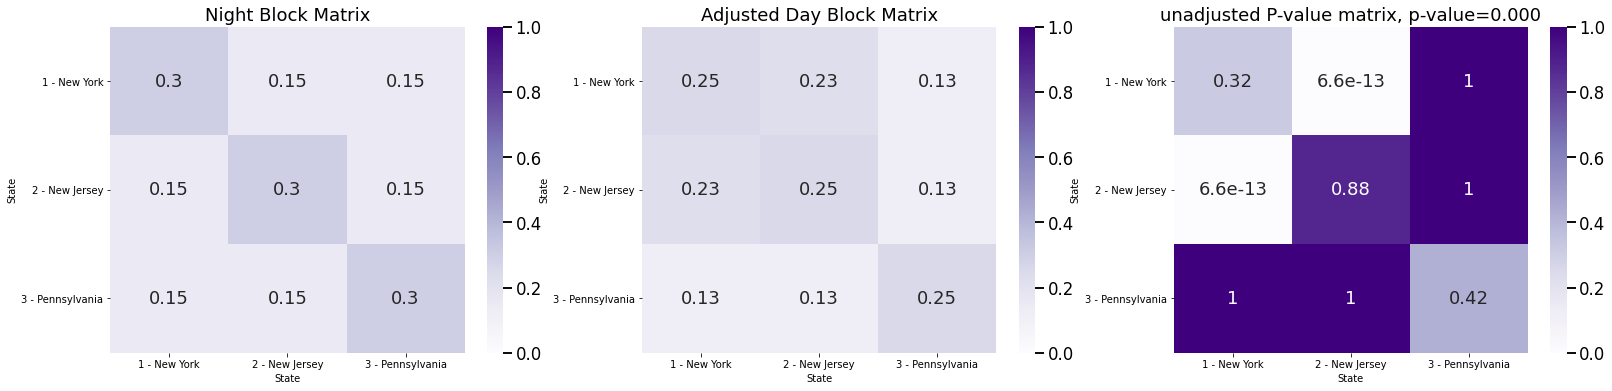 Night Block Matrix
1 - New York
2 - New Jersey
3 - Pennsylvania
State
0.3 0.15 0.15
0.15 0.3 0.15
0.15 0.15 0.3
1 - New York 2 - New Jersey 3 - Pennsylvania
State
1.0
0.8
0.6
0.4
0.2
0.0
Adjusted Day Block Matrix
1 - New York
2 - New Jersey
3 - Pennsylvania
State
0.25 0.23 0.13
0.23 0.25 0.13
0.13 0.13 0.25
1 - New York 2 - New Jersey 3 - Pennsylvania
State
1.0
0.8
0.6
0.4
0.2
0.0
unadjusted P-value matrix, p-value=0.000
1 - New York
2 - New Jersey
3 - Pennsylvania
State
0.32 6.6e-13 1
6.6e-13 0.88 1
1 1 0.42
1 - New York 2 - New Jersey 3 - Pennsylvania
State
1.0
0.8
0.6
0.4
0.2
0.0